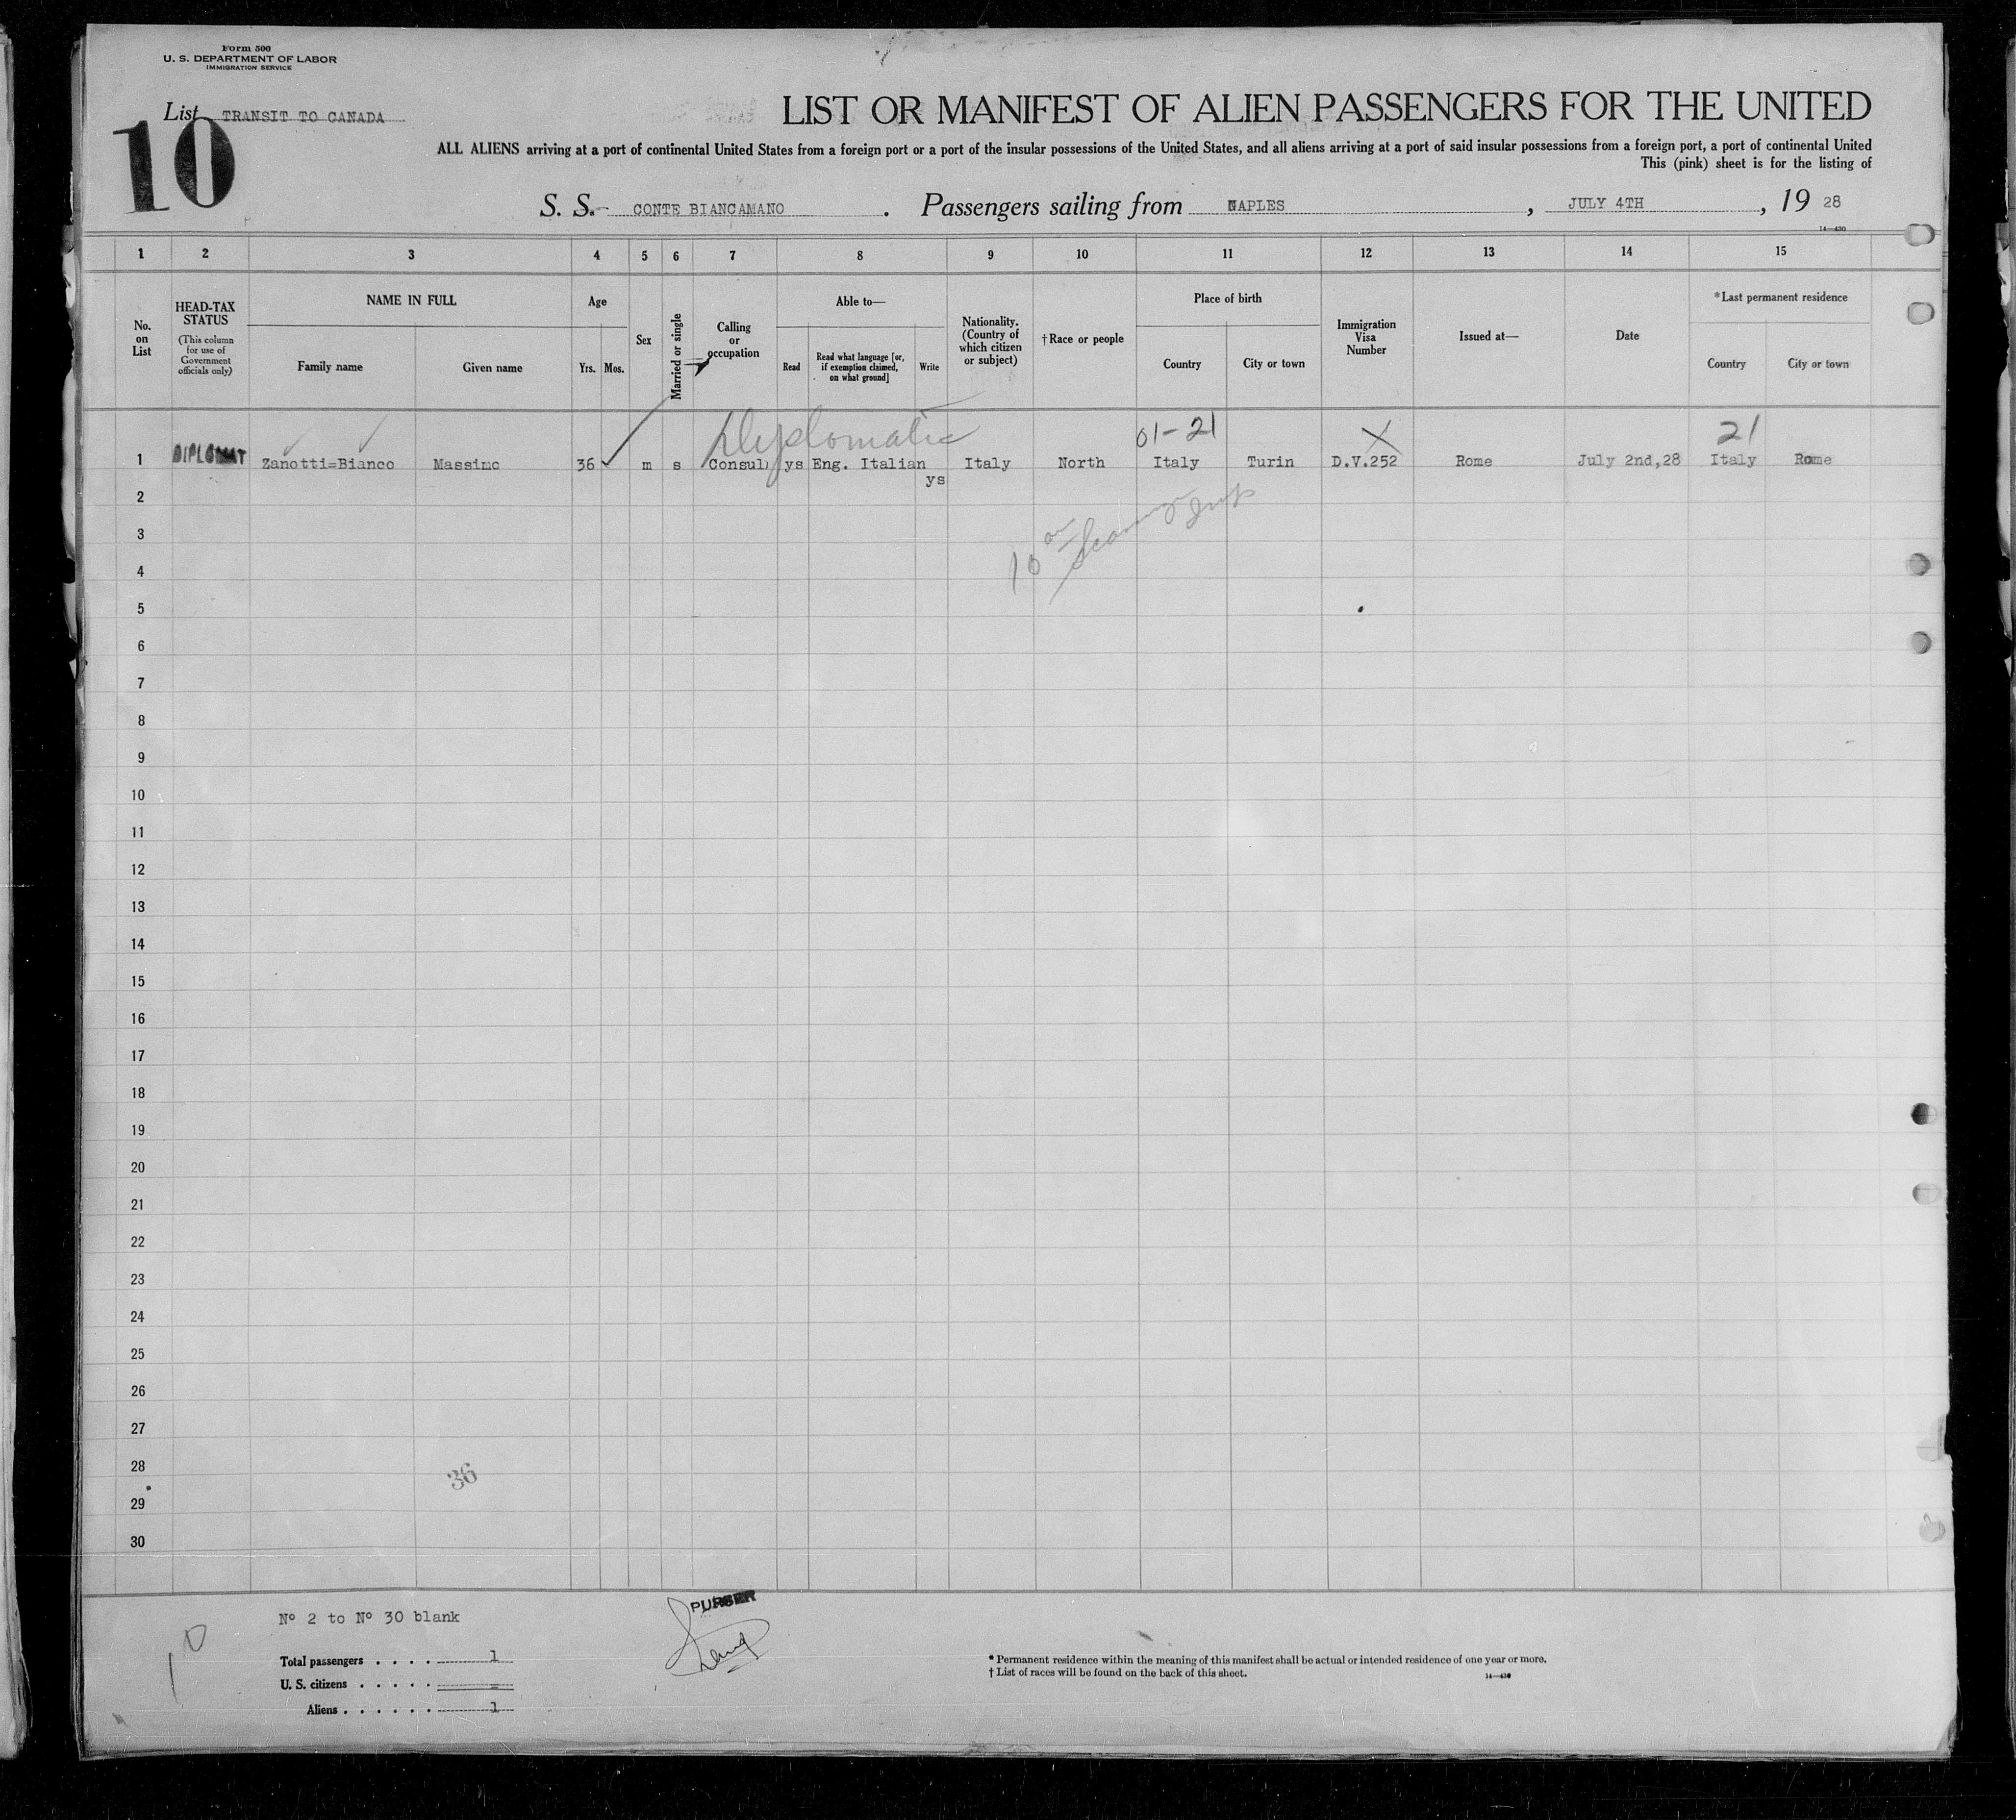 Form 500
U. S. DEPARTMENT OF LABOR
IMMIGRATION SERVICE
List TRANSIT TO CANADA
10
LIST OR MANIFEST OF ALIEN PASSENGERS FOR THE UNITED
ALL ALIENS arriving at a port of continental United States from a foreign port or a port of the insular possessions of the United States, and all aliens arriving at a port of said insular possessions from a foreign port, a port of continental United
This (pink) sheet is for the listing of
S. S. CONTE BIANCAMANO . Passengers sailing from NAPLES , JULY 4TH , 19 28
14—430
1 2 3 4 5 6 7 8 9 10 11 12 13 14 15
No. on List
HEAD-TAX STATUS
(This column for use of Government officials only)
NAME IN FULL
Family name Given name
Age
Yrs. Mos.
Sex
Married or single
Calling or occupation
Able to—
Read
Read what language [or, if exemption claimed, on what ground]
Write
Nationality. (Country of which citizen or subject)
†Race or people
Place of birth
Country City or town
Immigration Visa Number
Issued at—
Date
*Last permanent residence
Country City or town
Diplomatic 01-21 X 21
1 DIPLOMAT Zanotti=Bianco Massimo 36 m s Consul ys Eng. Italian ys Italy North Italy Turin D.V.252 Rome July 2nd,28 Italy Rome
2
3
4
5
6
7
8
9
10
11
12
13
14
15
16
17
18
19
20
21
22
23
24
25
26
27
28
36
29
30
Nº 2 to Nº 30 blank
PURSER
10
Total passengers . . . . 1
U. S. citizens . . . . . =
Aliens . . . . . . 1
* Permanent residence within the meaning of this manifest shall be actual or intended residence of one year or more.
† List of races will be found on the back of this sheet.
14—430